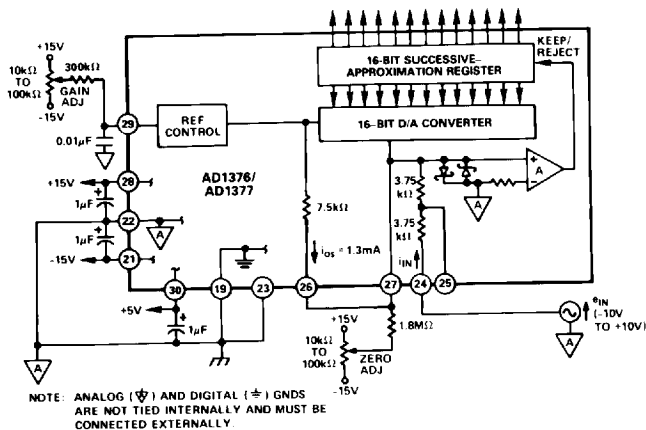 KEEP/
REJECT
16-BIT SUCCESSIVE–
APPROXIMATION REGISTER
+15V
10kΩ
TO
100kΩ
300kΩ
GAIN
ADJ
-15V
16–BIT D/A CONVERTER
29
REF
CONTROL
0.01μF
AD1376/
AD1377
+
A
–
28
+15V
+
1μF
3.75
kΩ
7.5kΩ
A
22
A
3.75
kΩ
+
1μF
iOS = 1.3mA
iIN
21
-15V
30
19
23
26
27
24
25
+5V
+
1μF
+15V
1.8MΩ
eIN
(-10V
TO +10V)
10kΩ
TO
100kΩ
ZERO
ADJ
A
A
-15V
NOTE: ANALOG (A) AND DIGITAL (⏚) GNDS
ARE NOT TIED INTERNALLY AND MUST BE
CONNECTED EXTERNALLY.